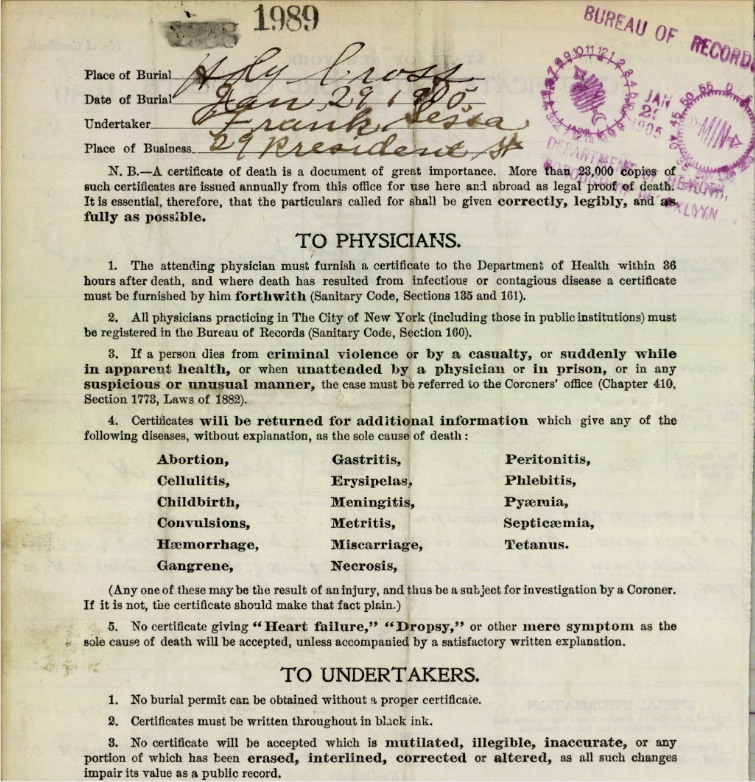 1989
BUREAU OF RECORDS
Place of Burial Holy Cross
Date of Burial Jan 29 1905
Undertaker Frank Sessa
Place of Business 29 President St
JAN
1905
MIN
DEPARTMENT OF HEALTH,
BOROUGH OF BROOKLYN
N. B.—A certificate of death is a document of great importance. More than 23,000 copies of
such certificates are issued annually from this office for use here and abroad as legal proof of death.
It is essential, therefore, that the particulars called for shall be given correctly, legibly, and as
fully as possible.
TO PHYSICIANS.
1. The attending physician must furnish a certificate to the Department of Health within 36
hours after death, and where death has resulted from infectious or contagious disease a certificate
must be furnished by him forthwith (Sanitary Code, Sections 135 and 161).
2. All physicians practicing in The City of New York (including those in public institutions) must
be registered in the Bureau of Records (Sanitary Code, Section 160).
3. If a person dies from criminal violence or by a casualty, or suddenly while
in apparent health, or when unattended by a physician or in prison, or in any
suspicious or unusual manner, the case must be referred to the Coroners' office (Chapter 410,
Section 1773, Laws of 1882).
4. Certificates will be returned for additional information which give any of the
following diseases, without explanation, as the sole cause of death:
Abortion, Gastritis, Peritonitis,
Cellulitis, Erysipelas, Phlebitis,
Childbirth, Meningitis, Pyæmia,
Convulsions, Metritis, Septicæmia,
Hæmorrhage, Miscarriage, Tetanus.
Gangrene, Necrosis,
(Any one of these may be the result of an injury, and thus be a subject for investigation by a Coroner.
If it is not, the certificate should make that fact plain.)
5. No certificate giving "Heart failure," "Dropsy," or other mere symptom as the
sole cause of death will be accepted, unless accompanied by a satisfactory written explanation.
TO UNDERTAKERS.
1. No burial permit can be obtained without a proper certificate.
2. Certificates must be written throughout in black ink.
3. No certificate will be accepted which is mutilated, illegible, inaccurate, or any
portion of which has been erased, interlined, corrected or altered, as all such changes
impair its value as a public record.